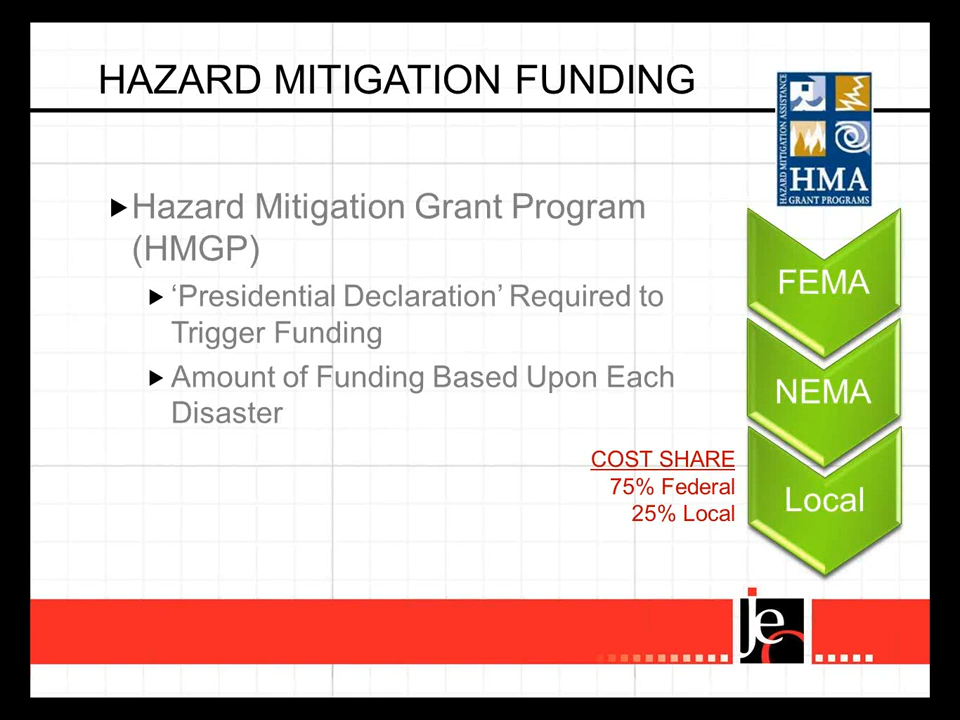 HAZARD MITIGATION FUNDING
HAZARD MITIGATION ASSISTANCE
HMA
GRANT PROGRAMS
Hazard Mitigation Grant Program
(HMGP)
‘Presidential Declaration’ Required to
Trigger Funding
Amount of Funding Based Upon Each
Disaster
FEMA
NEMA
Local
COST SHARE
75% Federal
25% Local
jeo